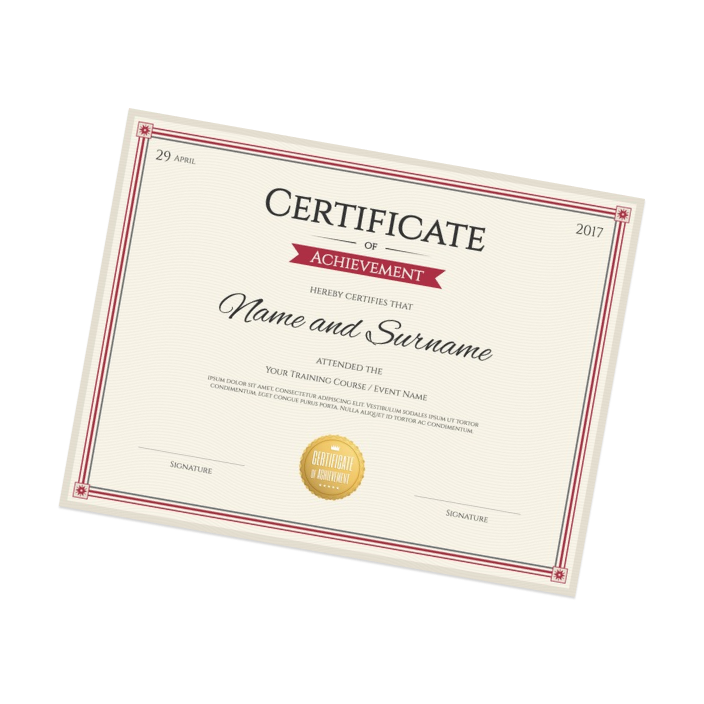 29 APRIL
2017
CERTIFICATE
OF
ACHIEVEMENT
HEREBY CERTIFIES THAT
Name and Surname
ATTENDED THE
YOUR TRAINING COURSE / EVENT NAME
IPSUM DOLOR SIT AMET, CONSECTETUR ADIPISCING ELIT. VESTIBULUM SODALES IPSUM UT TORTOR
CONDIMENTUM, EGET CONGUE PURUS PORTA. NULLA ALIQUET ID TORTOR AC CONDIMENTUM.
CERTIFICATE
OF ACHIEVEMENT
SIGNATURE
SIGNATURE